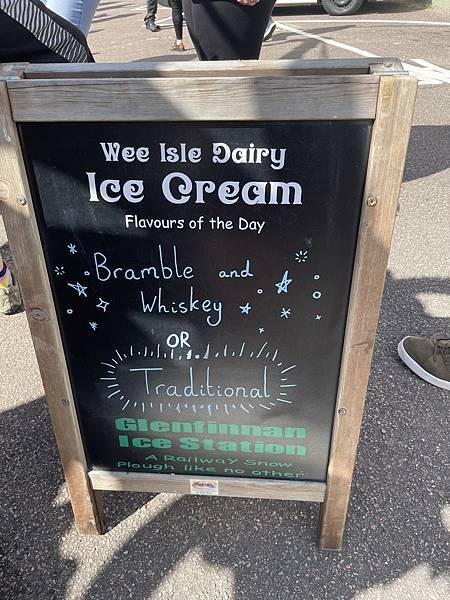 Wee Isle Dairy
Ice Cream
Flavours of the Day
Bramble and
Whiskey
OR
Traditional
Glenfinnan
Ice Station
A Railway Snow
Plough like no other